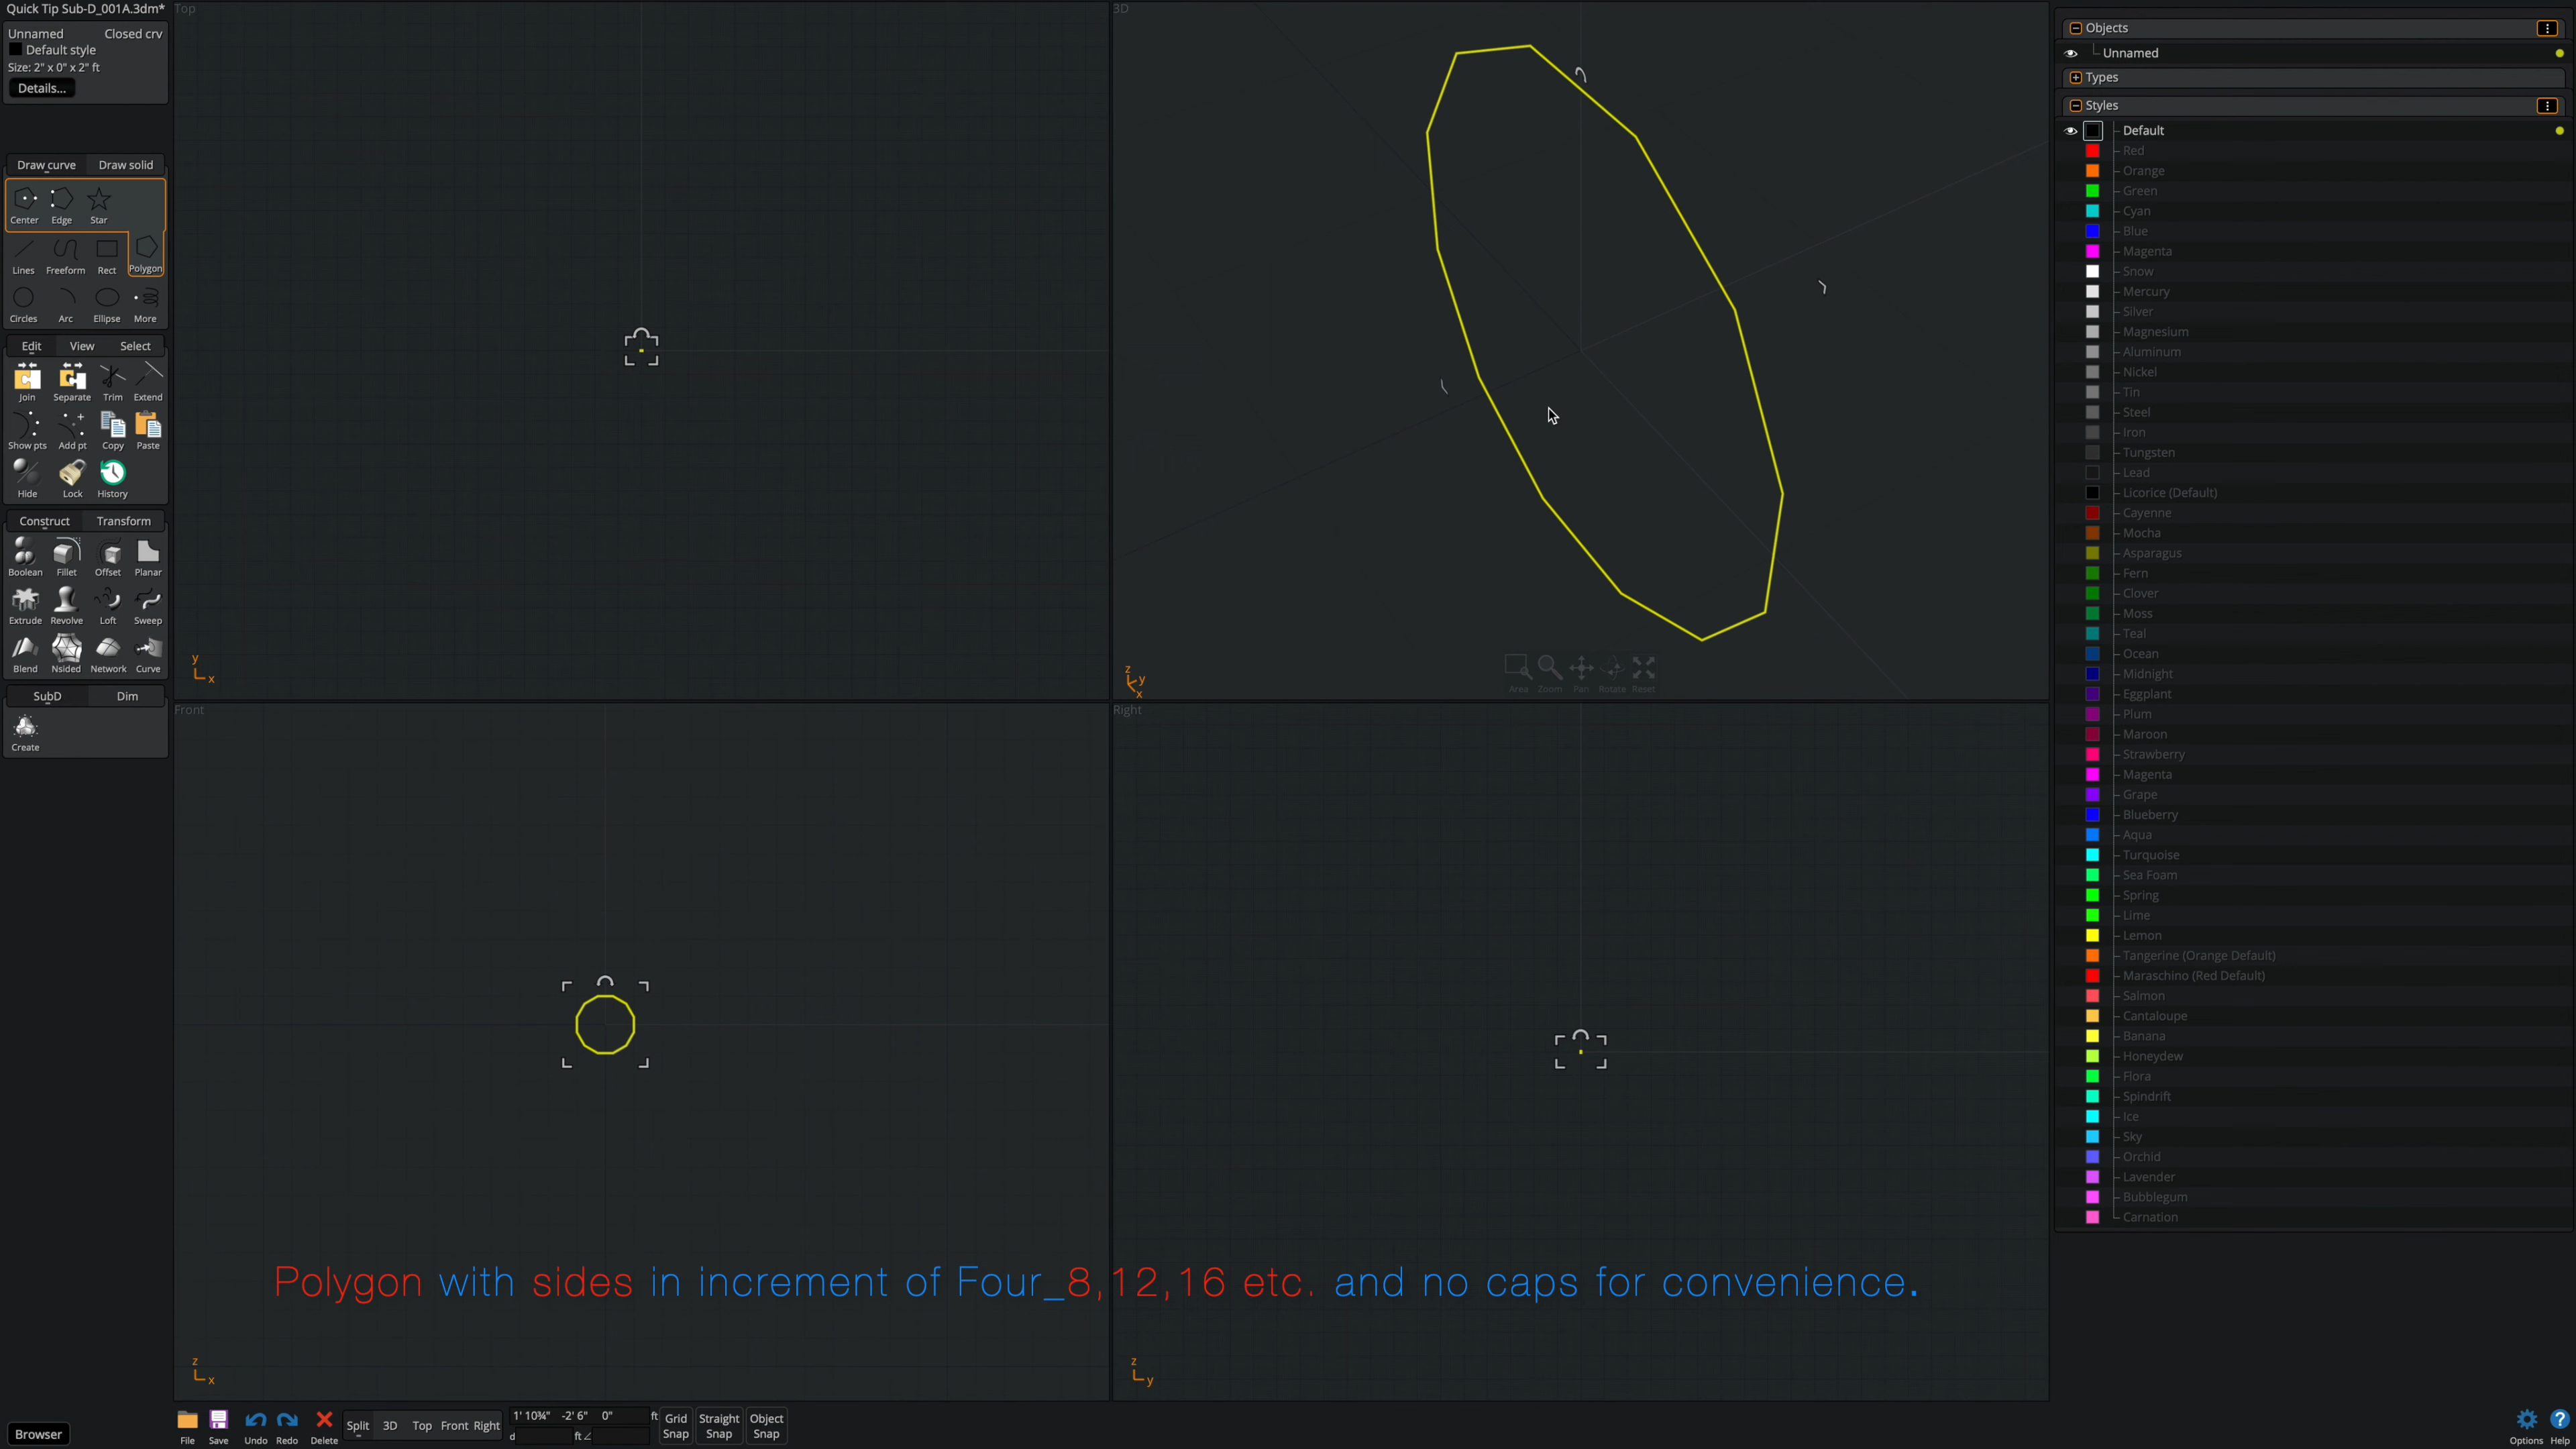 Quick Tip Sub-D_001A.3dm*
Unnamed Closed crv
Default style
Size: 2" x 0" x 2" ft
Details...
Draw curve Draw solid
Center Edge Star
Lines Freeform Rect Polygon
Circles Arc Ellipse More
Edit View Select
Join Separate Trim Extend
Show pts Add pt Copy Paste
Hide Lock History
Construct Transform
Boolean Fillet Offset Planar
Extrude Revolve Loft Sweep
Blend Nsided Network Curve
SubD Dim
Create
Browser
Top
y
x
3D
z
y
x
Area Zoom Pan Rotate Reset
Front
z
x
Right
z
y
Polygon with sides in increment of Four_8,12,16 etc. and no caps for convenience.
File Save Undo Redo Delete
Split 3D Top Front Right
1' 10¾" -2' 6" 0" ft
d ft∠
Grid Snap
Straight Snap
Object Snap
Objects
Unnamed
Types
Styles
Default
Red
Orange
Green
Cyan
Blue
Magenta
Snow
Mercury
Silver
Magnesium
Aluminum
Nickel
Tin
Steel
Iron
Tungsten
Lead
Licorice (Default)
Cayenne
Mocha
Asparagus
Fern
Clover
Moss
Teal
Ocean
Midnight
Eggplant
Plum
Maroon
Strawberry
Magenta
Grape
Blueberry
Aqua
Turquoise
Sea Foam
Spring
Lime
Lemon
Tangerine (Orange Default)
Maraschino (Red Default)
Salmon
Cantaloupe
Banana
Honeydew
Flora
Spindrift
Ice
Sky
Orchid
Lavender
Bubblegum
Carnation
Options Help